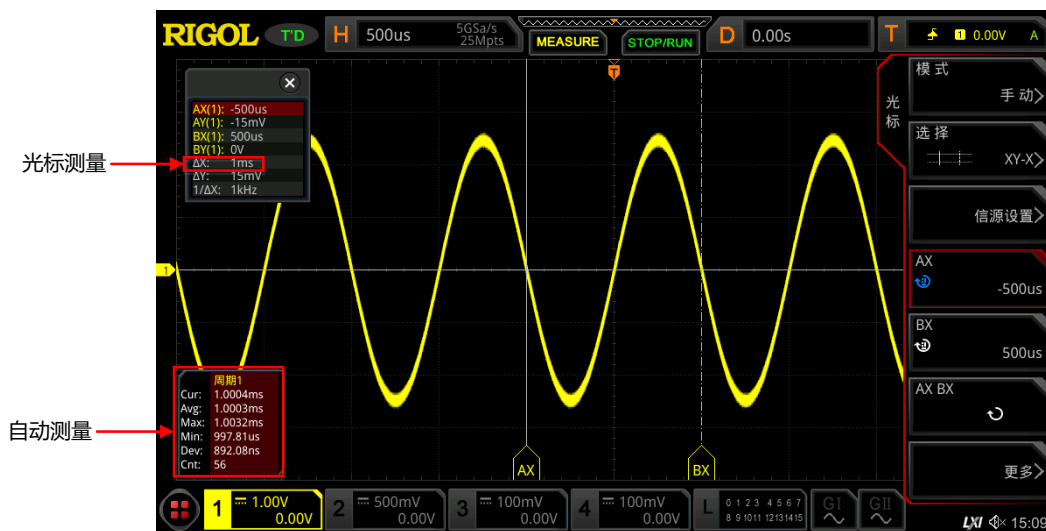 RIGOL T'D H 500us 5GSa/s 25Mpts MEASURE STOP/RUN D 0.00s T 1 0.00V A
T
AX(1): -500us
AY(1): -15mV
BX(1): 500us
BY(1): 0V
ΔX: 1ms
ΔY: 15mV
1/ΔX: 1kHz
光标测量
自动测量
1
周期1
Cur: 1.0004ms
Avg: 1.0003ms
Max: 1.0032ms
Min: 997.81us
Dev: 892.08ns
Cnt: 56
AX BX
光标
模式
手动
选择
XY-X
信源设置
AX
-500us
BX
500us
AX BX
更多
1 1.00V 0.00V
2 500mV 0.00V
3 100mV 0.00V
4 100mV 0.00V
L 0 1 2 3 4 5 6 7
8 9 10 11 12 13 14 15
GI GII
LXI 15:09